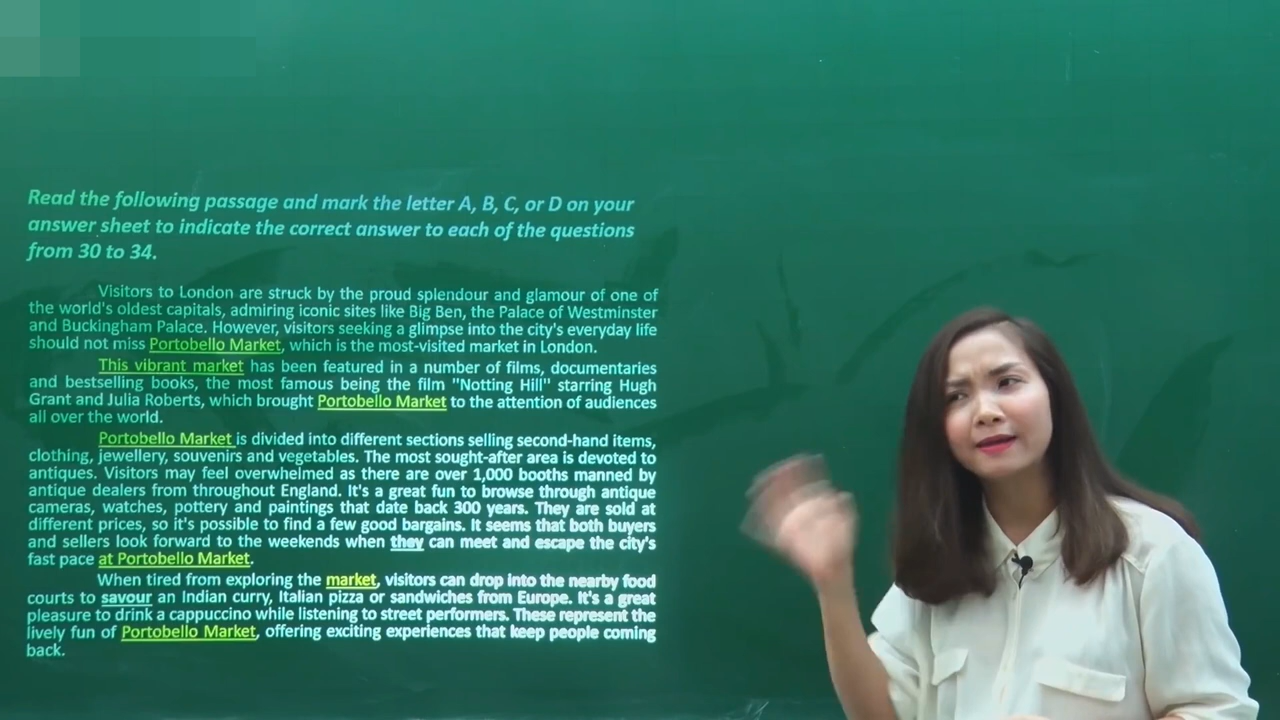 Read the following passage and mark the letter A, B, C, or D on your
answer sheet to indicate the correct answer to each of the questions
from 30 to 34.
Visitors to London are struck by the proud splendour and glamour of one of
the world's oldest capitals, admiring iconic sites like Big Ben, the Palace of Westminster
and Buckingham Palace. However, visitors seeking a glimpse into the city's everyday life
should not miss Portobello Market, which is the most-visited market in London.
This vibrant market has been featured in a number of films, documentaries
and bestselling books, the most famous being the film "Notting Hill" starring Hugh
Grant and Julia Roberts, which brought Portobello Market to the attention of audiences
all over the world.
Portobello Market is divided into different sections selling second-hand items,
clothing, jewellery, souvenirs and vegetables. The most sought-after area is devoted to
antiques. Visitors may feel overwhelmed as there are over 1,000 booths manned by
antique dealers from throughout England. It's a great fun to browse through antique
cameras, watches, pottery and paintings that date back 300 years. They are sold at
different prices, so it's possible to find a few good bargains. It seems that both buyers
and sellers look forward to the weekends when they can meet and escape the city's
fast pace at Portobello Market.
When tired from exploring the market, visitors can drop into the nearby food
courts to savour an Indian curry, Italian pizza or sandwiches from Europe. It's a great
pleasure to drink a cappuccino while listening to street performers. These represent the
lively fun of Portobello Market, offering exciting experiences that keep people coming
back.